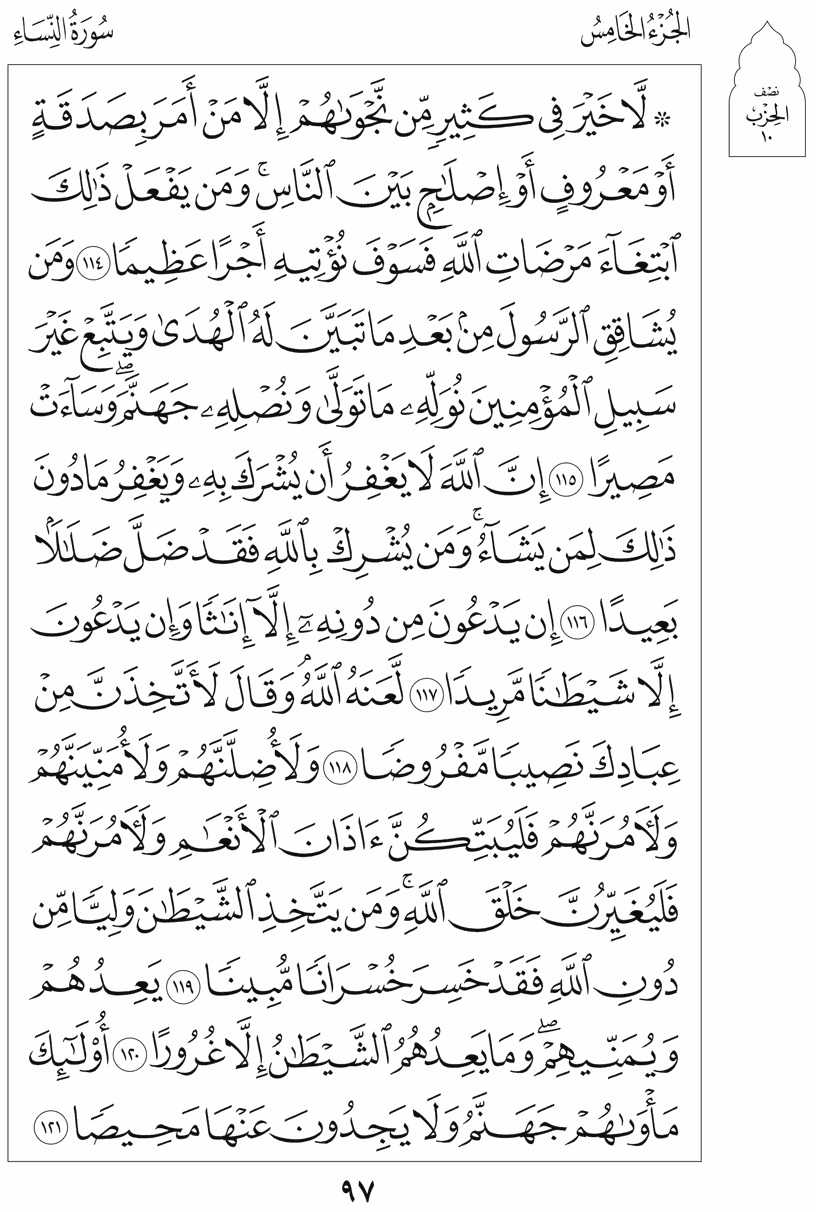 الجُزْءُ الخَامِسُ
سُورَةُ النِّسَاءِ
نصف
الحزب
١٠
۞ لَّا خَيْرَ فِى كَثِيرٍ مِّن نَّجْوَىٰهُمْ إِلَّا مَنْ أَمَرَ بِصَدَقَةٍ
أَوْ مَعْرُوفٍ أَوْ إِصْلَٰحٍۭ بَيْنَ ٱلنَّاسِۚ وَمَن يَفْعَلْ ذَٰلِكَ
ٱبْتِغَآءَ مَرْضَاتِ ٱللَّهِ فَسَوْفَ نُؤْتِيهِ أَجْرًا عَظِيمًا ١١٤ وَمَن
يُشَاقِقِ ٱلرَّسُولَ مِنۢ بَعْدِ مَا تَبَيَّنَ لَهُ ٱلْهُدَىٰ وَيَتَّبِعْ غَيْرَ
سَبِيلِ ٱلْمُؤْمِنِينَ نُوَلِّهِۦ مَا تَوَلَّىٰ وَنُصْلِهِۦ جَهَنَّمَۖ وَسَآءَتْ
مَصِيرًا ١١٥ إِنَّ ٱللَّهَ لَا يَغْفِرُ أَن يُشْرَكَ بِهِۦ وَيَغْفِرُ مَا دُونَ
ذَٰلِكَ لِمَن يَشَآءُۚ وَمَن يُشْرِكْ بِٱللَّهِ فَقَدْ ضَلَّ ضَلَٰلًۢا
بَعِيدًا ١١٦ إِن يَدْعُونَ مِن دُونِهِۦٓ إِلَّآ إِنَٰثًا وَإِن يَدْعُونَ
إِلَّا شَيْطَٰنًا مَّرِيدًا ١١٧ لَّعَنَهُ ٱللَّهُۘ وَقَالَ لَأَتَّخِذَنَّ مِنْ
عِبَادِكَ نَصِيبًا مَّفْرُوضًا ١١٨ وَلَأُضِلَّنَّهُمْ وَلَأُمَنِّيَنَّهُمْ
وَلَءَامُرَنَّهُمْ فَلَيُبَتِّكُنَّ ءَاذَانَ ٱلْأَنْعَٰمِ وَلَءَامُرَنَّهُمْ
فَلَيُغَيِّرُنَّ خَلْقَ ٱللَّهِۚ وَمَن يَتَّخِذِ ٱلشَّيْطَٰنَ وَلِيًّا مِّن
دُونِ ٱللَّهِ فَقَدْ خَسِرَ خُسْرَانًا مُّبِينًا ١١٩ يَعِدُهُمْ
وَيُمَنِّيهِمْۖ وَمَا يَعِدُهُمُ ٱلشَّيْطَٰنُ إِلَّا غُرُورًا ١٢٠ أُو۟لَٰٓئِكَ
مَأْوَىٰهُمْ جَهَنَّمُ وَلَا يَجِدُونَ عَنْهَا مَحِيصًا ١٢١
٩٧